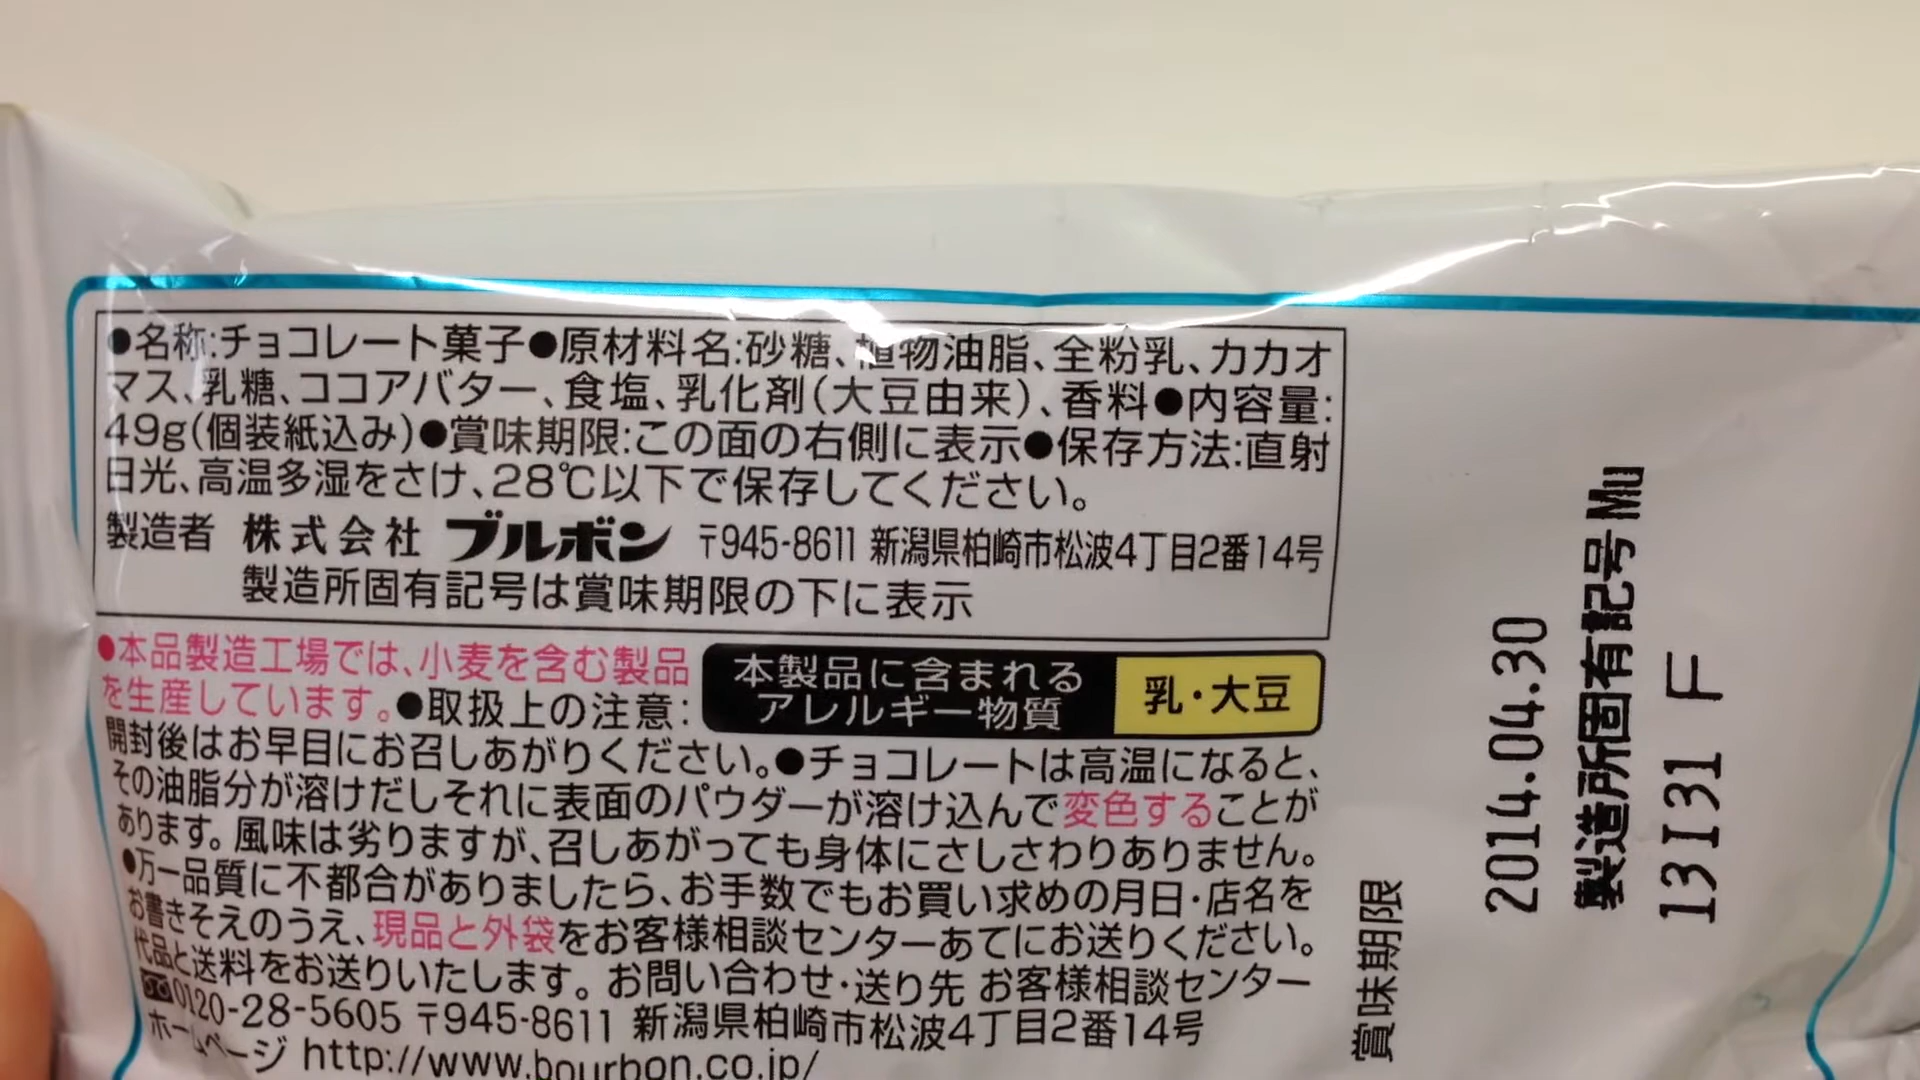 ●名称:チョコレート菓子●原材料名:砂糖、植物油脂、全粉乳、カカオ
マス、乳糖、ココアバター、食塩、乳化剤(大豆由来)、香料●内容量:
49g(個装紙込み)●賞味期限:この面の右側に表示●保存方法:直射
日光、高温多湿をさけ、28℃以下で保存してください。
製造者 株式会社 ブルボン 〒945-8611 新潟県柏崎市松波4丁目2番14号
製造所固有記号は賞味期限の下に表示
●本品製造工場では、小麦を含む製品
を生産しています。●取扱上の注意:
本製品に含まれる
アレルギー物質
乳・大豆
開封後はお早目にお召しあがりください。●チョコレートは高温になると、
その油脂分が溶けだしそれに表面のパウダーが溶け込んで変色することが
あります。風味は劣りますが、召しあがっても身体にさしさわりありません。
●万一品質に不都合がありましたら、お手数でもお買い求めの月日・店名を
お書きそえのうえ、現品と外袋をお客様相談センターあてにお送りください。
代品と送料をお送りいたします。お問い合わせ・送り先 お客様相談センター
0120-28-5605 〒945-8611 新潟県柏崎市松波4丁目2番14号
ホームページ http://www.bourbon.co.jp/
賞味期限
2014.04.30
製造所固有記号 Mu
13131 F